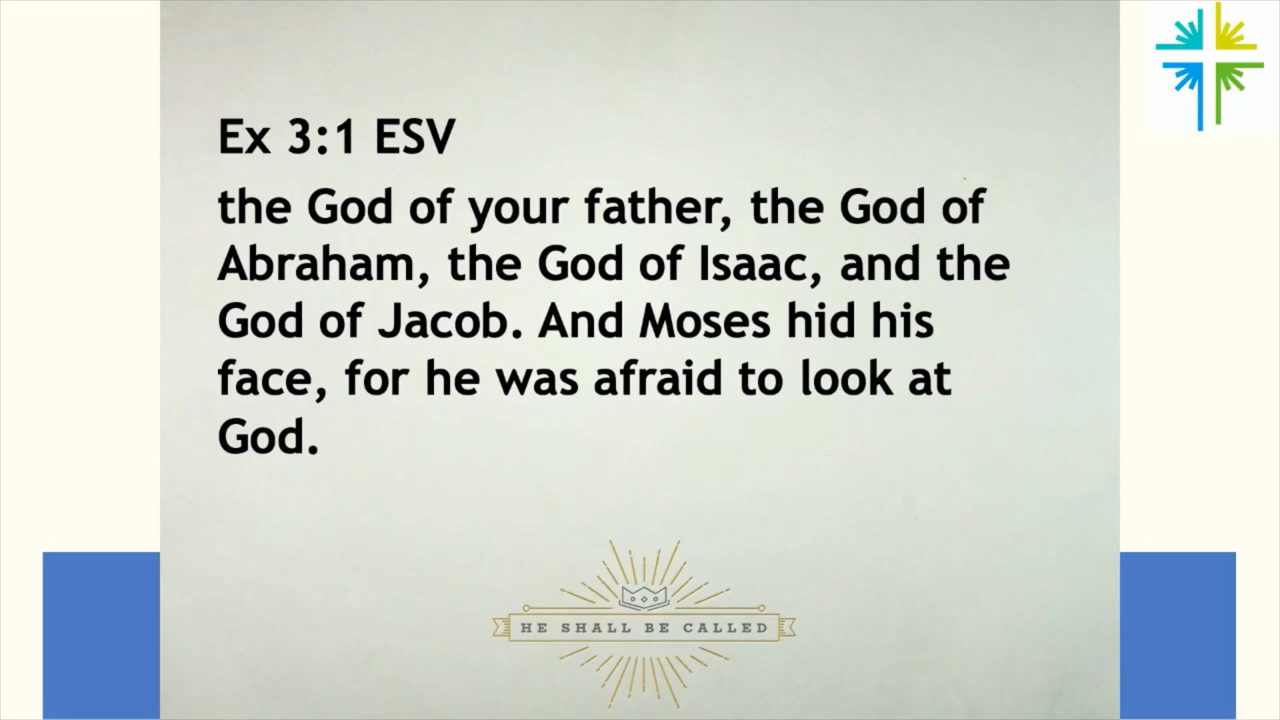 Ex 3:1 ESV
the God of your father, the God of
Abraham, the God of Isaac, and the
God of Jacob. And Moses hid his
face, for he was afraid to look at
God.
HE SHALL BE CALLED